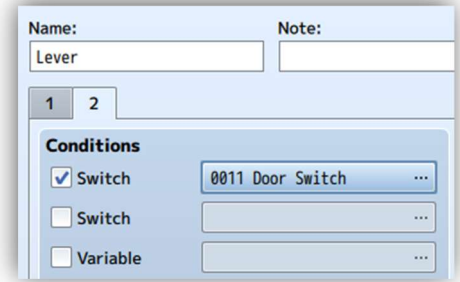 Name: Note:
Lever
1 2
Conditions
Switch 0011 Door Switch ...
Switch ...
Variable ...